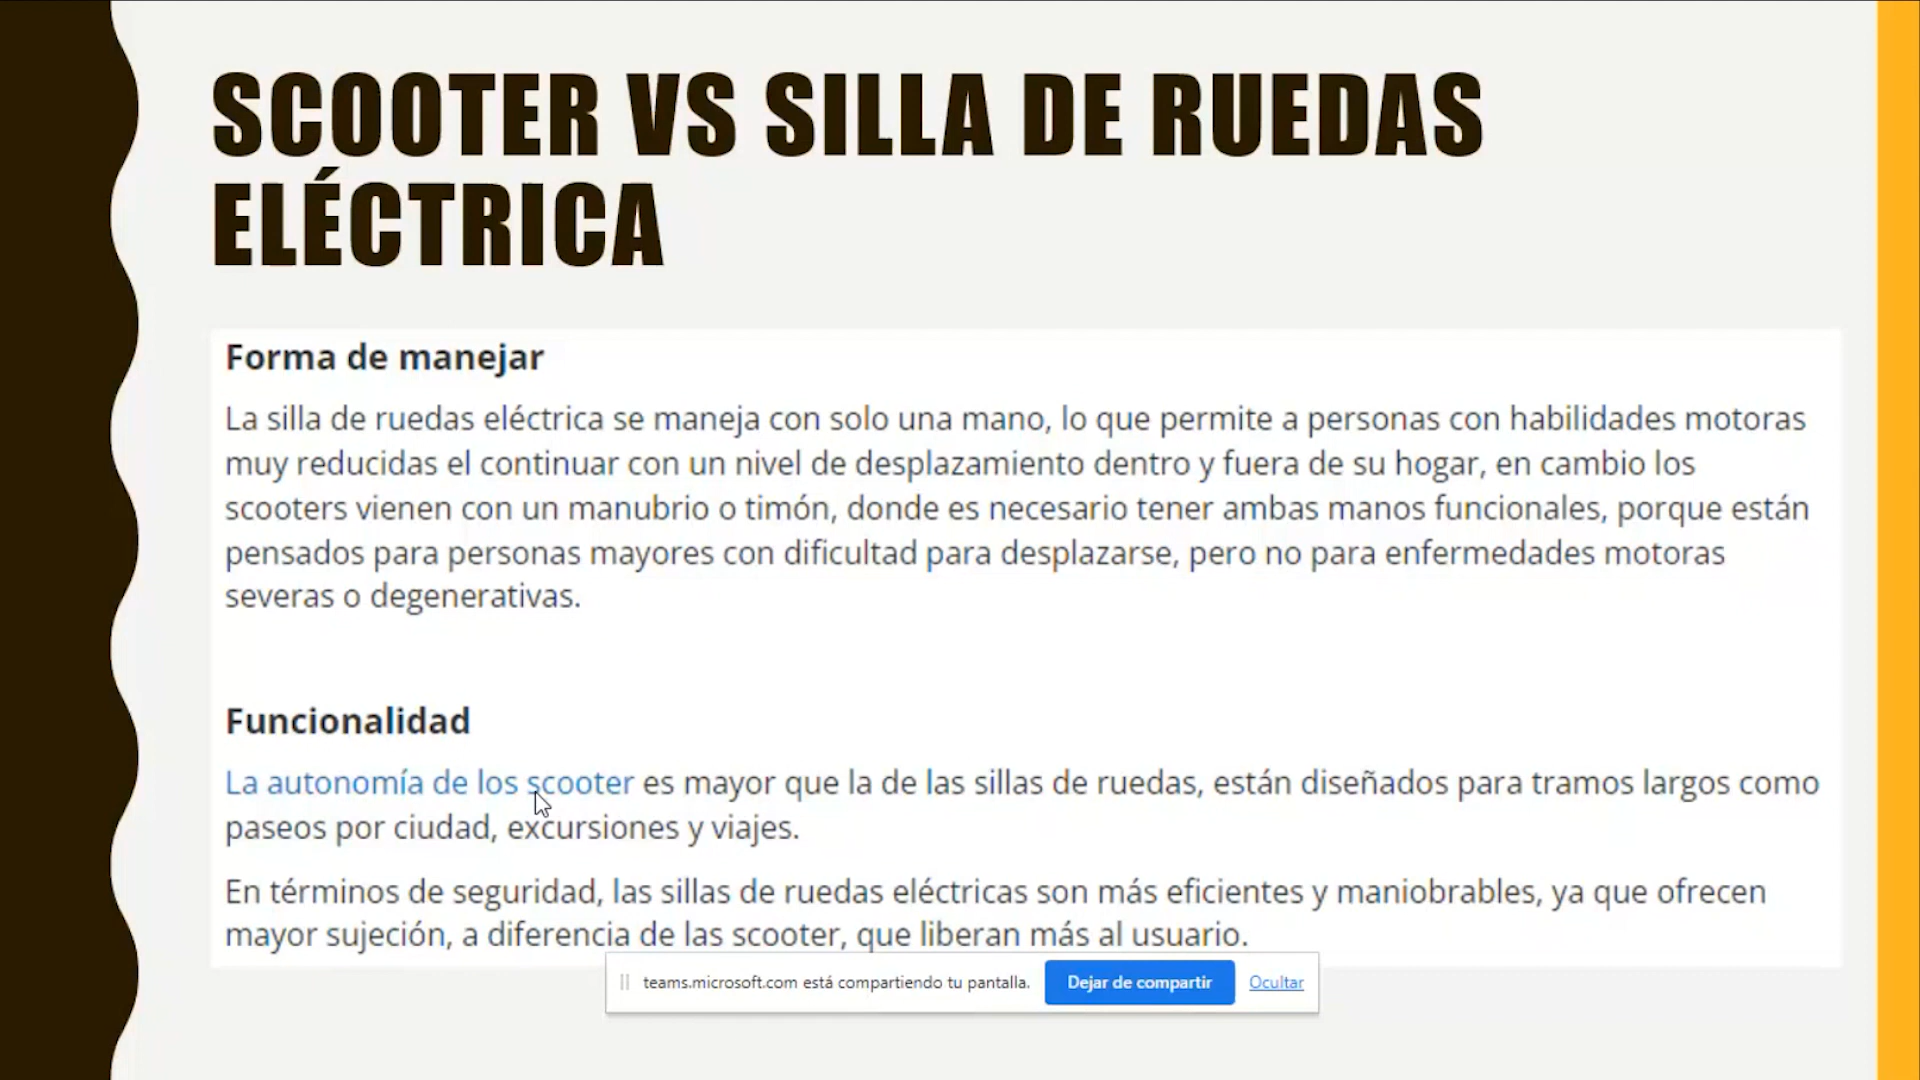 SCOOTER VS SILLA DE RUEDAS
ELÉCTRICA
Forma de manejar
La silla de ruedas eléctrica se maneja con solo una mano, lo que permite a personas con habilidades motoras
muy reducidas el continuar con un nivel de desplazamiento dentro y fuera de su hogar, en cambio los
scooters vienen con un manubrio o timón, donde es necesario tener ambas manos funcionales, porque están
pensados para personas mayores con dificultad para desplazarse, pero no para enfermedades motoras
severas o degenerativas.
Funcionalidad
La autonomía de los scooter es mayor que la de las sillas de ruedas, están diseñados para tramos largos como
paseos por ciudad, excursiones y viajes.
En términos de seguridad, las sillas de ruedas eléctricas son más eficientes y maniobrables, ya que ofrecen
mayor sujeción, a diferencia de las scooter, que liberan más al usuario.
teams.microsoft.com está compartiendo tu pantalla. Dejar de compartir Ocultar